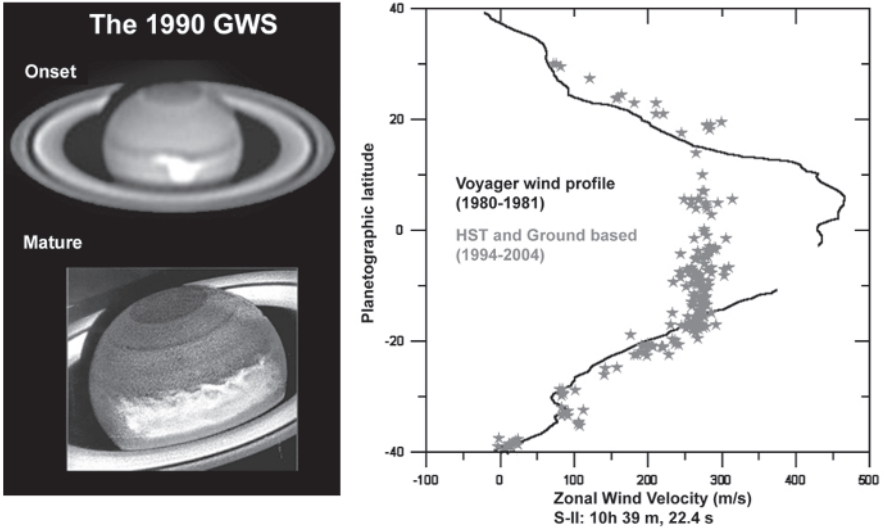 The 1990 GWS
Onset
Mature
40
20
0
-20
-40
Planetographic latitude
Voyager wind profile
(1980-1981)
HST and Ground based
(1994-2004)
-100
0
100
200
300
400
500
Zonal Wind Velocity (m/s)
S-II: 10h 39 m, 22.4 s